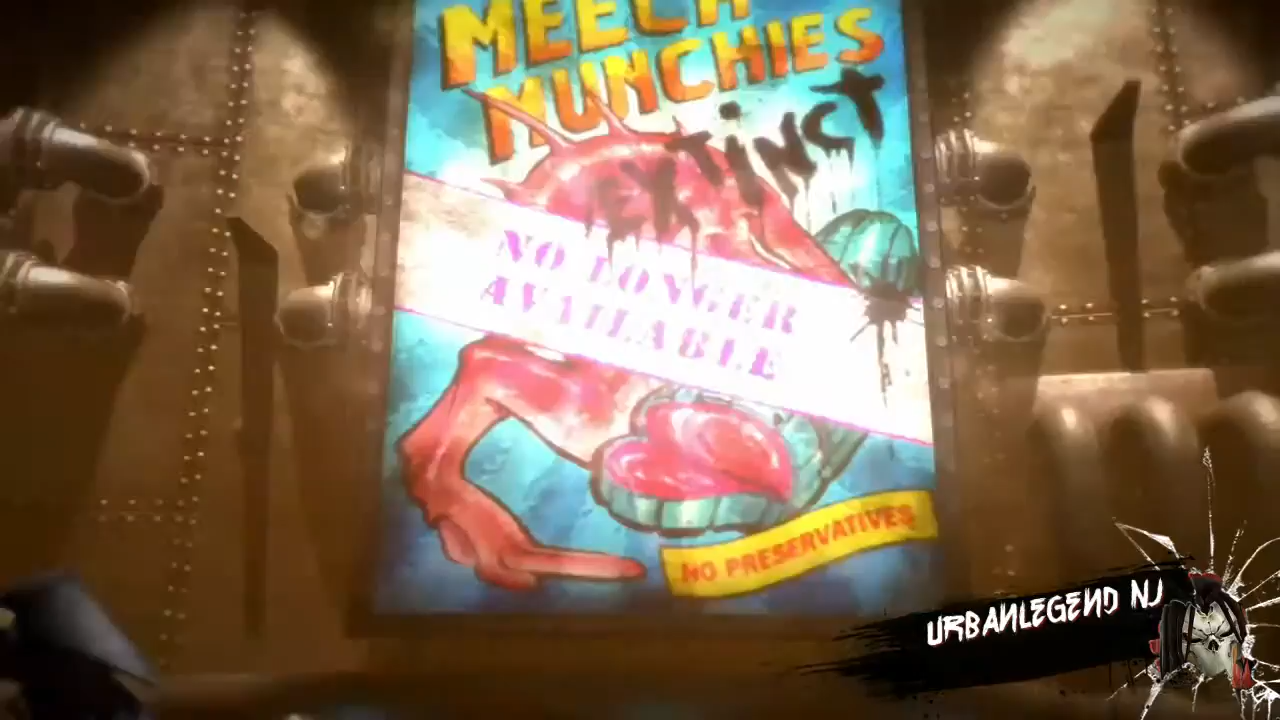 MEECH
MUNCHIES
EXTINCT
NO LONGER
AVAILABLE
NO PRESERVATIVES
URBANLEGEND NJ